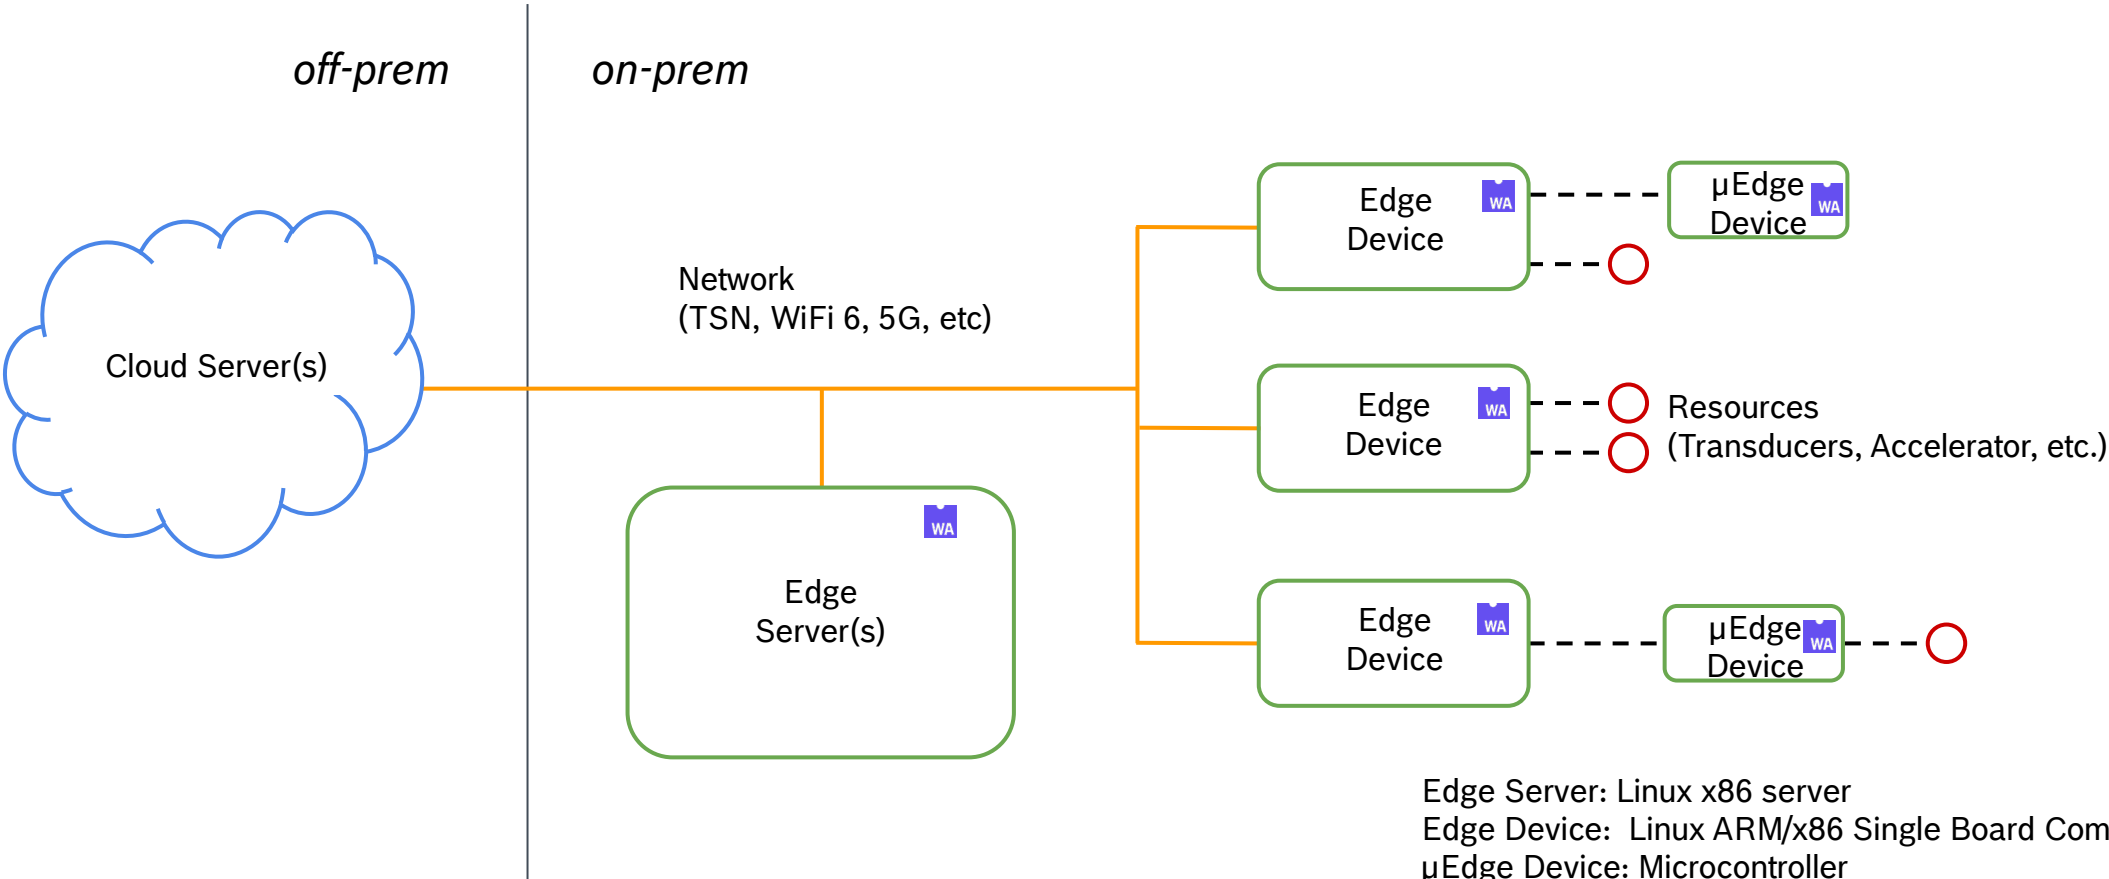 off-prem
on-prem
Edge
Device
WA
µEdge
Device
WA
Network
(TSN, WiFi 6, 5G, etc)
Cloud Server(s)
Edge
Device
WA
Resources
(Transducers, Accelerator, etc.)
WA
Edge
Server(s)
Edge
Device
WA
µEdge
Device
WA
Edge Server: Linux x86 server
Edge Device: Linux ARM/x86 Single Board Com
µEdge Device: Microcontroller